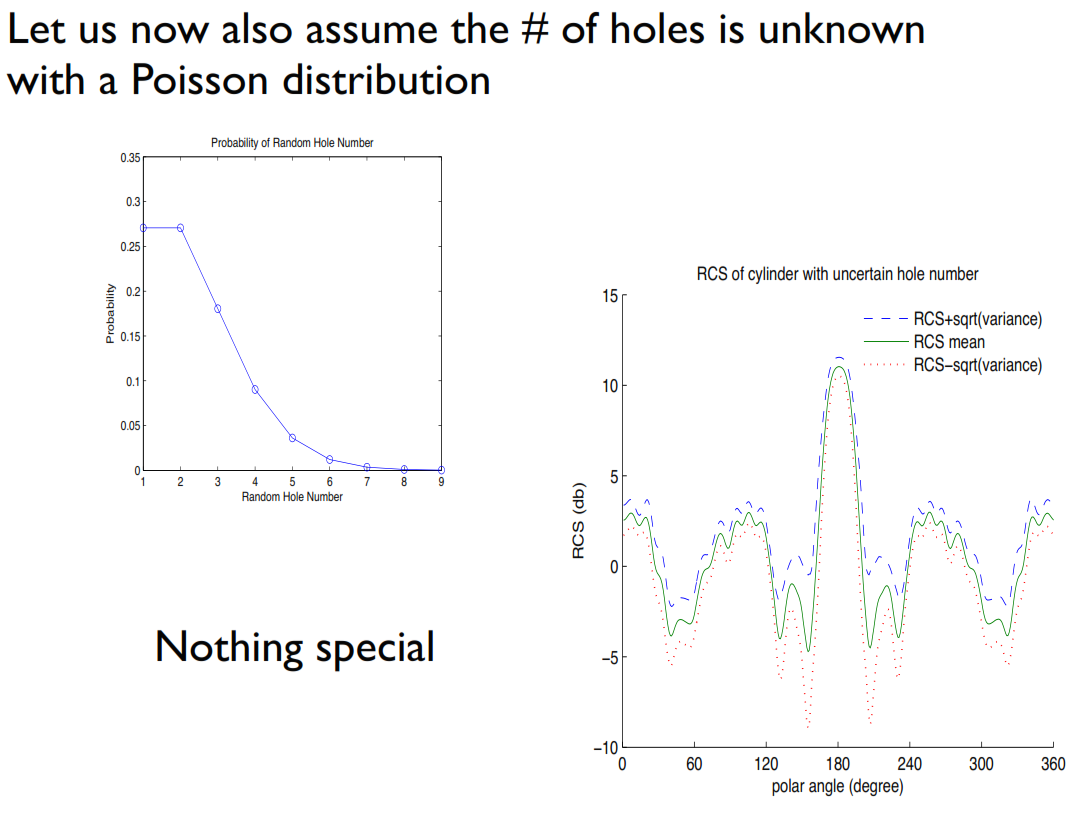 Let us now also assume the # of holes is unknown
with a Poisson distribution
Probability of Random Hole Number
0.35
0.3
0.25
0.2
0.15
0.1
0.05
0
Probability
1 2 3 4 5 6 7 8 9
Random Hole Number
Nothing special
RCS of cylinder with uncertain hole number
15
10
5
0
−5
−10
RCS (db)
RCS+sqrt(variance)
RCS mean
RCS−sqrt(variance)
0 60 120 180 240 300 360
polar angle (degree)